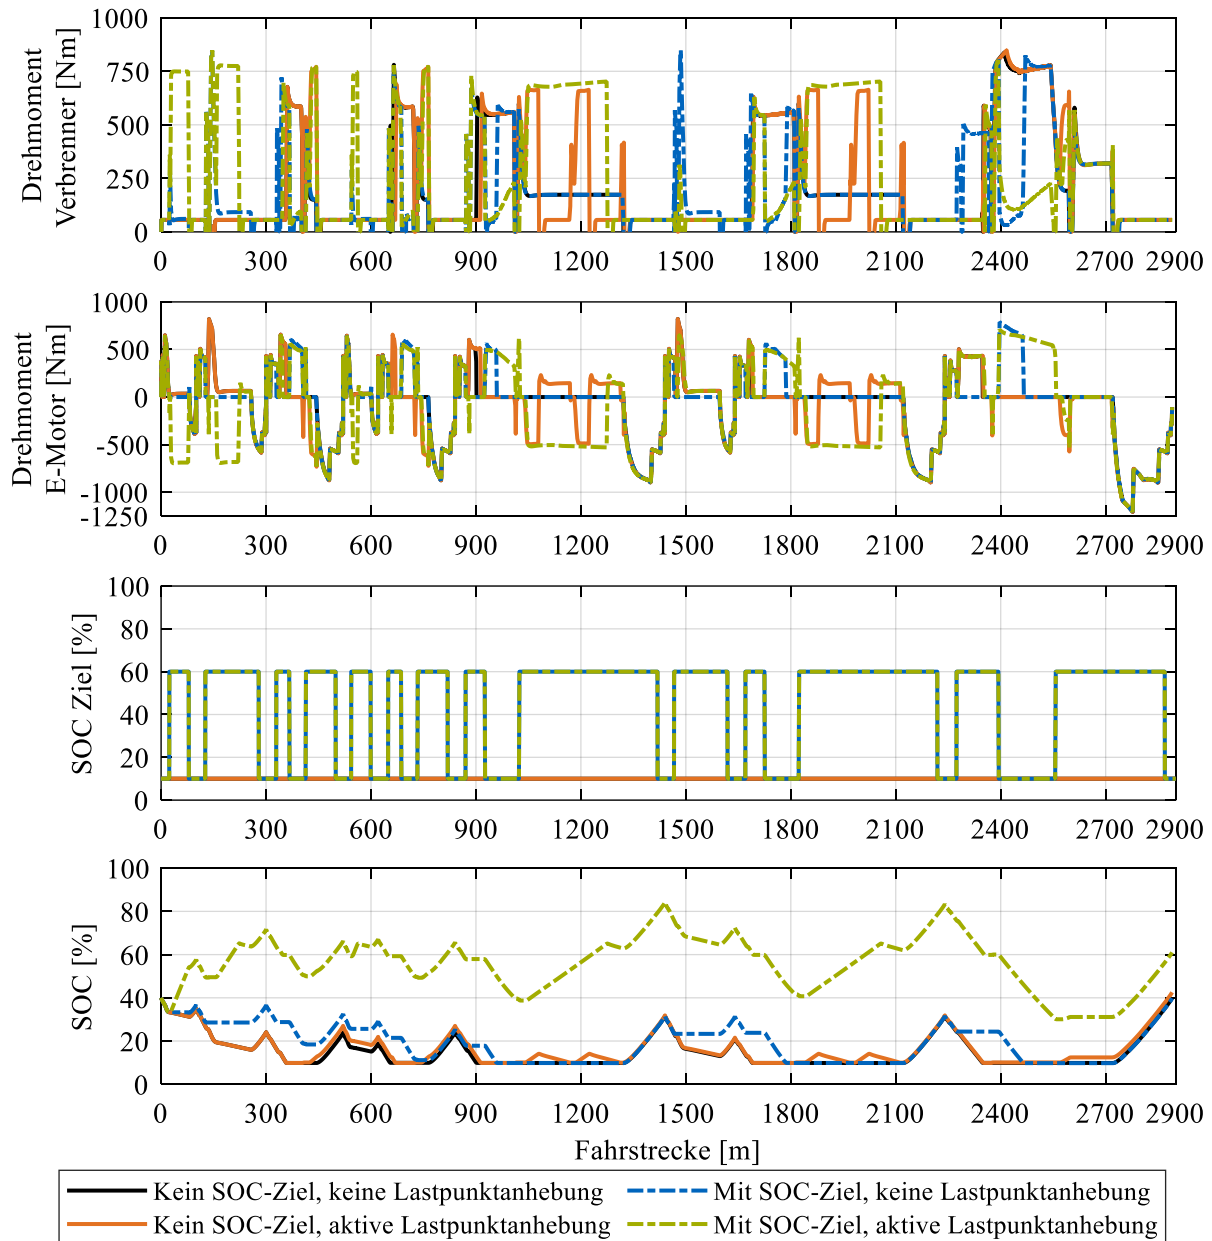 Drehmoment
Verbrenner [Nm]
1000
750
500
250
0
0 300 600 900 1200 1500 1800 2100 2400 2700 2900
Drehmoment
E-Motor [Nm]
1000
500
0
-500
-1000
-1250
0 300 600 900 1200 1500 1800 2100 2400 2700 2900
SOC Ziel [%]
100
80
60
40
20
0
0 300 600 900 1200 1500 1800 2100 2400 2700 2900
SOC [%]
100
80
60
40
20
0
0 300 600 900 1200 1500 1800 2100 2400 2700 2900
Fahrstrecke [m]
Kein SOC-Ziel, keine Lastpunktanhebung
Mit SOC-Ziel, keine Lastpunktanhebung
Kein SOC-Ziel, aktive Lastpunktanhebung
Mit SOC-Ziel, aktive Lastpunktanhebung